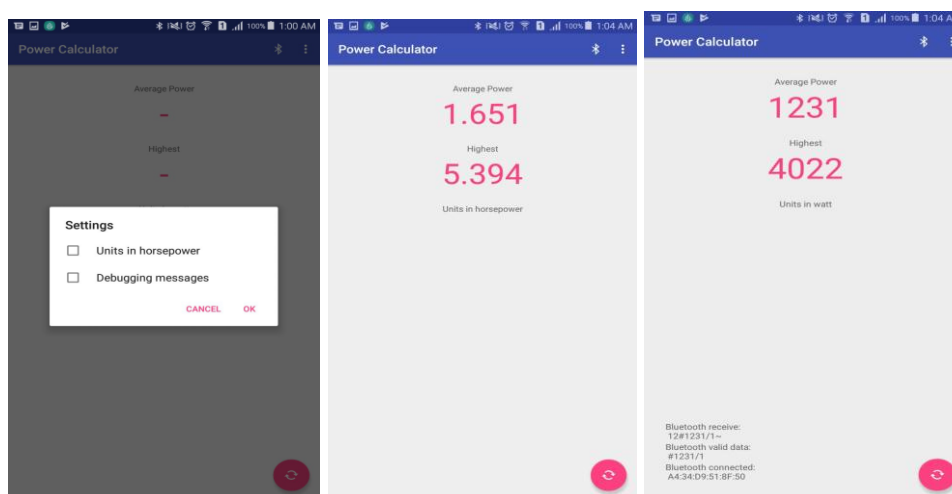 100% 1:00 AM
Power Calculator
Average Power
-
Highest
-
Settings
Units in horsepower
Debugging messages
CANCEL OK
100% 1:04 AM
Power Calculator
Average Power
1.651
Highest
5.394
Units in horsepower
100% 1:04 A
Power Calculator
Average Power
1231
Highest
4022
Units in watt
Bluetooth receive:
12#1231/1~
Bluetooth valid data:
#1231/1
Bluetooth connected:
A4:34:D9:51:8F:50